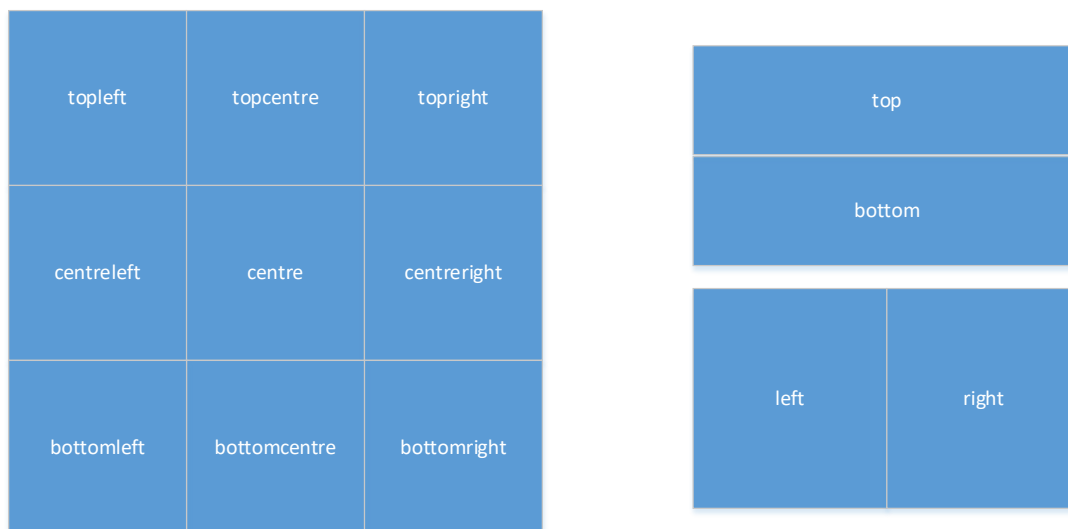 topleft topcentre topright
centreleft centre centreright
bottomleft bottomcentre bottomright
top
bottom
left right